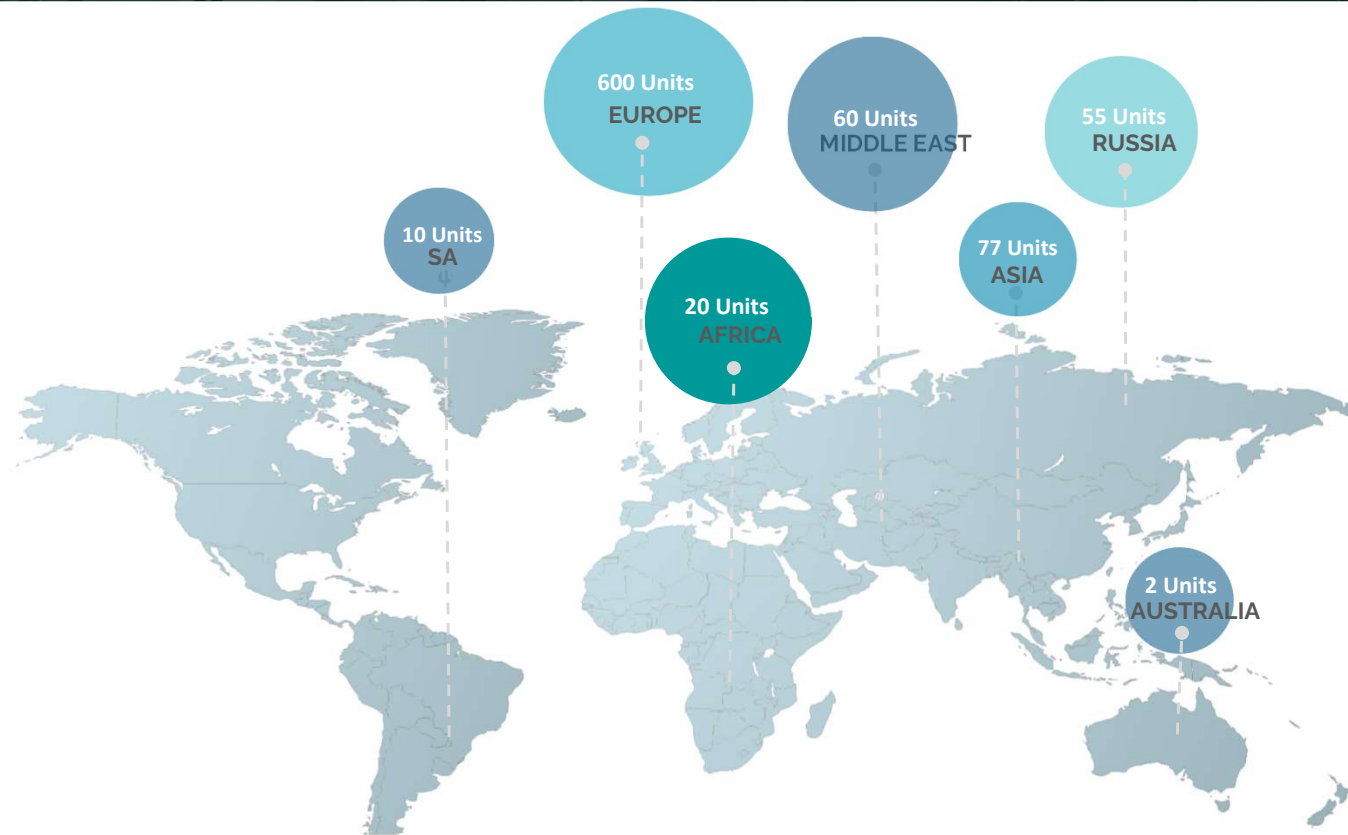 600 Units
EUROPE
60 Units
MIDDLE EAST
55 Units
RUSSIA
10 Units
SA
77 Units
ASIA
20 Units
AFRICA
2 Units
AUSTRALIA